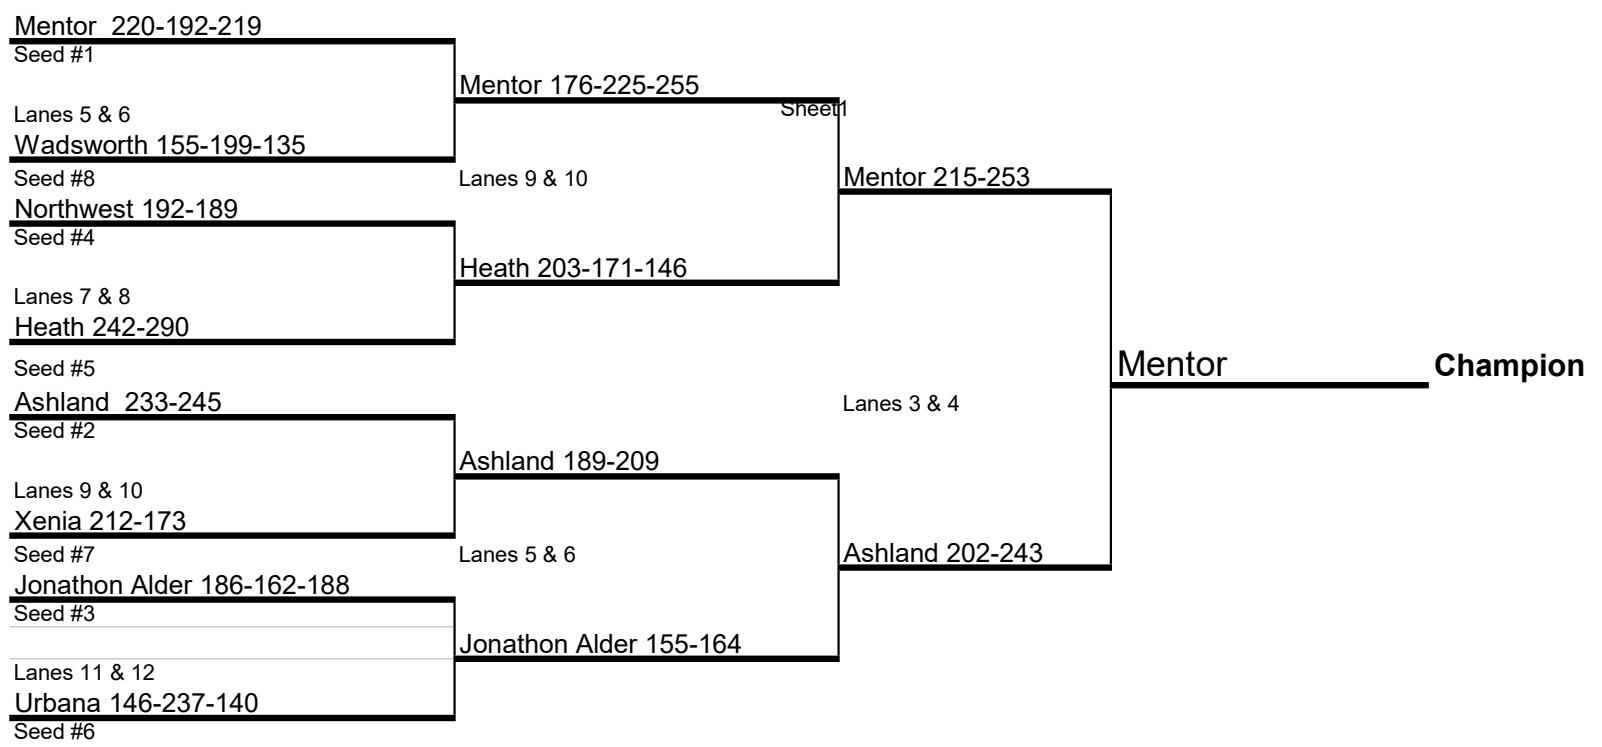 Mentor  220-192-219
Seed #1
Mentor 176-225-255
Sheet1
Lanes 5 & 6
Wadsworth 155-199-135
Seed #8
Lanes 9 & 10
Mentor 215-253
Northwest 192-189
Seed #4
Heath 203-171-146
Lanes 7 & 8
Heath 242-290
Seed #5
Mentor
Champion
Ashland  233-245
Lanes 3 & 4
Seed #2
Ashland 189-209
Lanes 9 & 10
Xenia 212-173
Seed #7
Lanes 5 & 6
Ashland 202-243
Jonathon Alder 186-162-188
Seed #3
Jonathon Alder 155-164
Lanes 11 & 12
Urbana 146-237-140
Seed #6